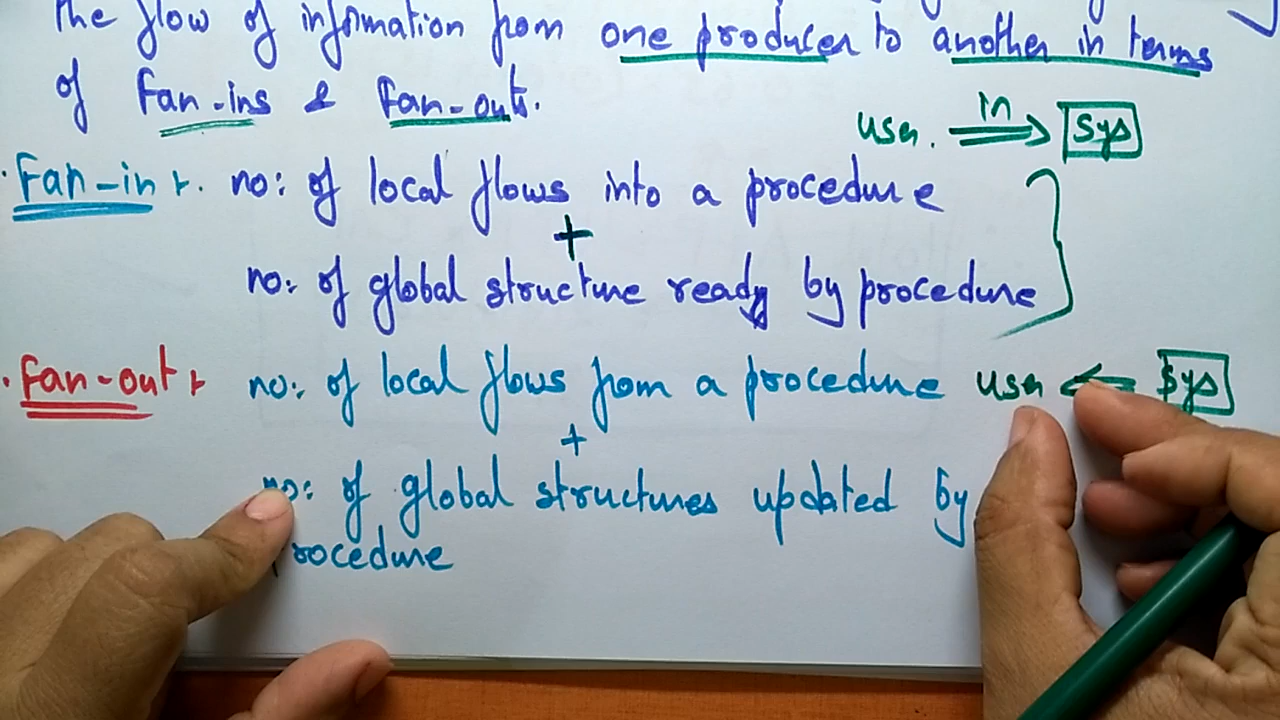 the flow of information from one producer to another in terms
of Fan-ins & Fan-outs.
user. in Sys
Fan-in no: of local flows into a procedure
+
no: of global structure ready by procedure
Fan-out no: of local flows from a procedure user Sys
+
no: of global structures updated by
procedure